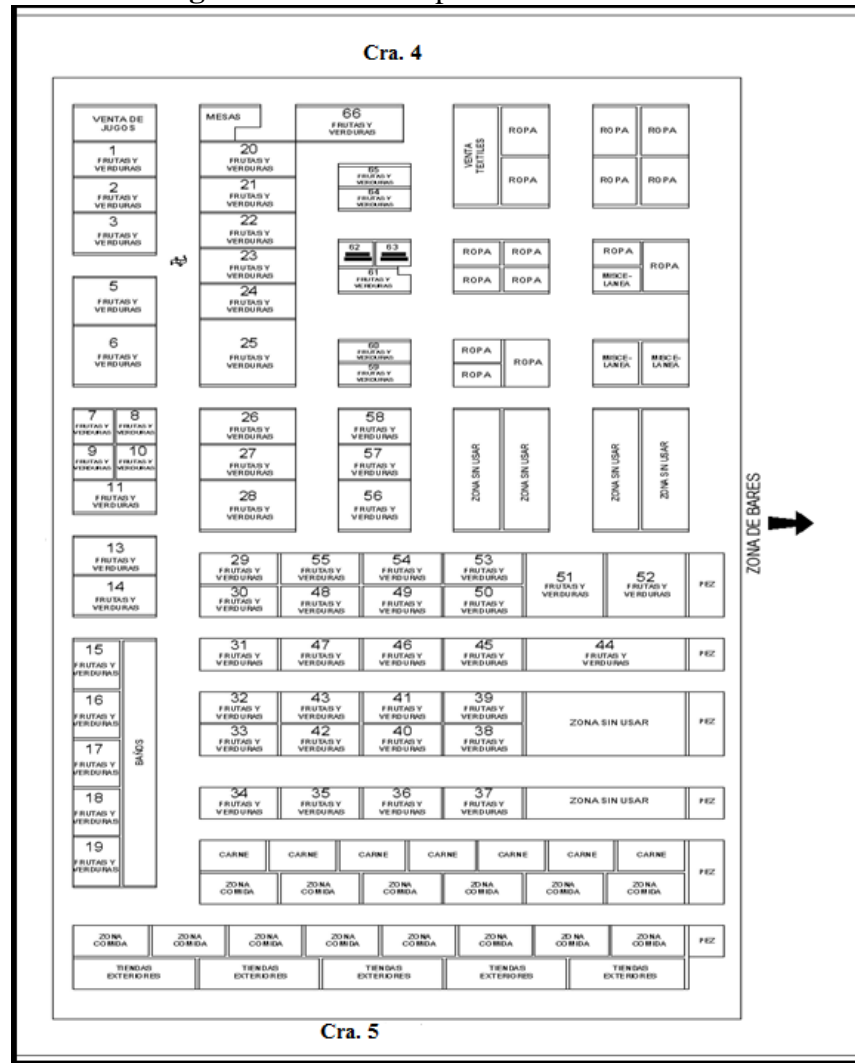 Cra. 4
VENTA DE
JUGOS
1
FRUTAS Y
VERDURAS
2
FRUTAS Y
VERDURAS
3
FRUTAS Y
VERDURAS
5
FRUTAS Y
VERDURAS
6
FRUTAS Y
VERDURAS
7
FRUTAS Y
VERDURAS
8
FRUTAS Y
VERDURAS
9
FRUTAS Y
VERDURAS
10
FRUTAS Y
VERDURAS
11
FRUTAS Y
VERDURAS
13
FRUTAS Y
VERDURAS
14
FRUTAS Y
VERDURAS
15
FRUTAS Y
VERDURAS
16
FRUTAS Y
VERDURAS
17
FRUTAS Y
VERDURAS
18
FRUTAS Y
VERDURAS
19
FRUTAS Y
VERDURAS
BAÑOS
MESAS
66
FRUTAS Y
VERDURAS
20
FRUTAS Y
VERDURAS
21
FRUTAS Y
VERDURAS
22
FRUTAS Y
VERDURAS
23
FRUTAS Y
VERDURAS
24
FRUTAS Y
VERDURAS
25
FRUTAS Y
VERDURAS
26
FRUTAS Y
VERDURAS
27
FRUTAS Y
VERDURAS
28
FRUTAS Y
VERDURAS
65
FRUTAS Y
VERDURAS
64
FRUTAS Y
VERDURAS
62
63
61
FRUTAS Y
VERDURAS
60
FRUTAS Y
VERDURAS
59
FRUTAS Y
VERDURAS
58
FRUTAS Y
VERDURAS
57
FRUTAS Y
VERDURAS
56
FRUTAS Y
VERDURAS
VENTA
TEXTILES
ROPA
ROPA
ROPA
ROPA
ROPA
ROPA
ROPA
ROPA
ROPA
ROPA
ROPA
MISCE-
LANEA
ROPA
ROPA
ROPA
ROPA
MISCE-
LANEA
MISCE-
LANEA
ZONA SIN USAR
ZONA SIN USAR
ZONA SIN USAR
ZONA SIN USAR
ZONA DE BARES
29
FRUTAS Y
VERDURAS
55
FRUTAS Y
VERDURAS
54
FRUTAS Y
VERDURAS
53
FRUTAS Y
VERDURAS
30
FRUTAS Y
VERDURAS
48
FRUTAS Y
VERDURAS
49
FRUTAS Y
VERDURAS
50
FRUTAS Y
VERDURAS
51
FRUTAS Y
VERDURAS
52
FRUTAS Y
VERDURAS
PEZ
31
FRUTAS Y
VERDURAS
47
FRUTAS Y
VERDURAS
46
FRUTAS Y
VERDURAS
45
FRUTAS Y
VERDURAS
44
FRUTAS Y
VERDURAS
PEZ
32
FRUTAS Y
VERDURAS
43
FRUTAS Y
VERDURAS
41
FRUTAS Y
VERDURAS
39
FRUTAS Y
VERDURAS
33
FRUTAS Y
VERDURAS
42
FRUTAS Y
VERDURAS
40
FRUTAS Y
VERDURAS
38
FRUTAS Y
VERDURAS
ZONA SIN USAR
PEZ
34
FRUTAS Y
VERDURAS
35
FRUTAS Y
VERDURAS
36
FRUTAS Y
VERDURAS
37
FRUTAS Y
VERDURAS
ZONA SIN USAR
PEZ
CARNE
CARNE
CARNE
CARNE
CARNE
CARNE
CARNE
ZONA
COMIDA
ZONA
COMIDA
ZONA
COMIDA
ZONA
COMIDA
ZONA
COMIDA
ZONA
COMIDA
PEZ
ZONA
COMIDA
ZONA
COMIDA
ZONA
COMIDA
ZONA
COMIDA
ZONA
COMIDA
ZONA
COMIDA
ZONA
COMIDA
ZONA
COMIDA
PEZ
TIENDAS
EXTERIORES
TIENDAS
EXTERIORES
TIENDAS
EXTERIORES
TIENDAS
EXTERIORES
TIENDAS
EXTERIORES
Cra. 5